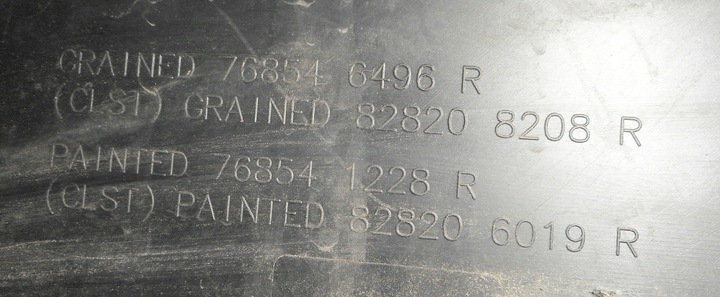 GRAINED 76854 6496 R
(CLST) GRAINED 82820 8208 R
PAINTED 76854 1228 R
(CLST) PAINTED 82820 6019 R